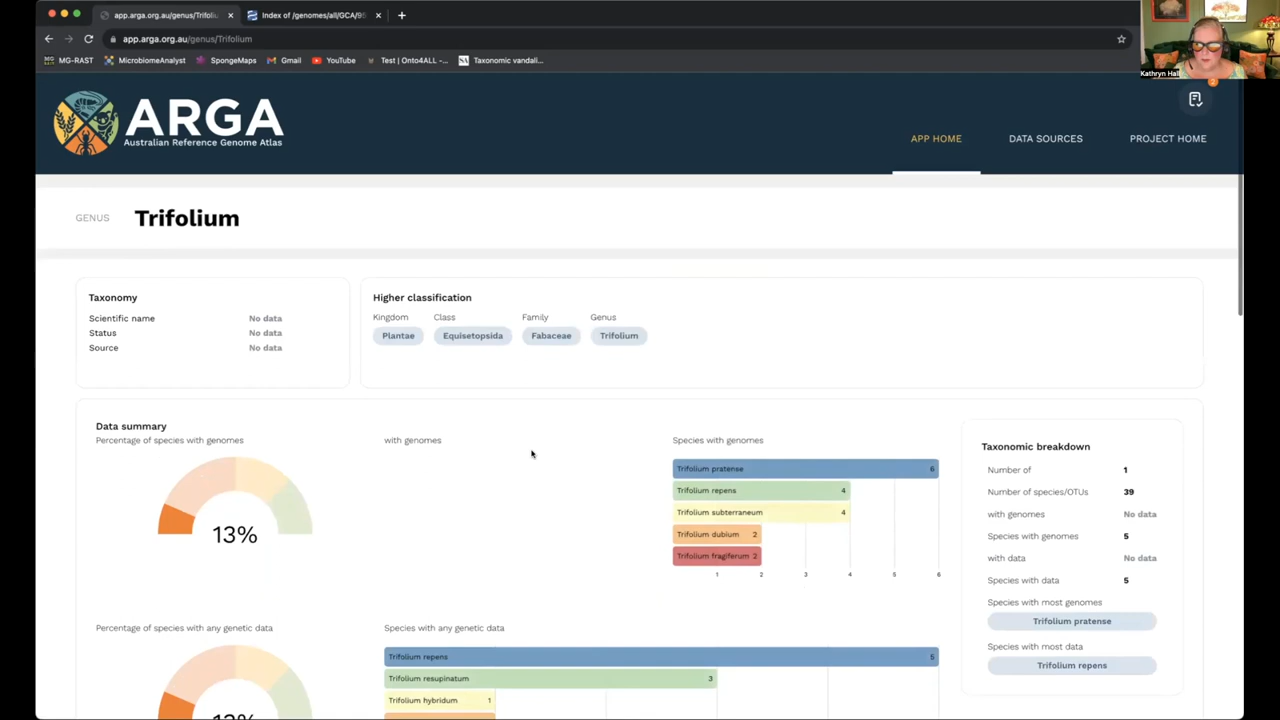 app.arga.org.au/genus/Trifoliu
Index of /genomes/all/GCA/95
app.arga.org.au/genus/Trifolium
MG-RAST
MicrobiomeAnalyst
SpongeMaps
Gmail
YouTube
Test | Onto4ALL -...
Taxonomic vandali...
Kathryn Hall
ARGA
Australian Reference Genome Atlas
APP HOME
DATA SOURCES
PROJECT HOME
GENUS
Trifolium
Taxonomy
Scientific name No data
Status No data
Source No data
Higher classification
Kingdom Class Family Genus
Plantae Equisetopsida Fabaceae Trifolium
Data summary
Percentage of species with genomes
13%
with genomes
Species with genomes
Trifolium pratense 6
Trifolium repens 4
Trifolium subterraneum 4
Trifolium dubium 2
Trifolium fragiferum 2
1 2 3 4 5 6
Percentage of species with any genetic data
13%
Species with any genetic data
Trifolium repens 5
Trifolium resupinatum 3
Trifolium hybridum 1
Taxonomic breakdown
Number of 1
Number of species/OTUs 39
with genomes No data
Species with genomes 5
with data No data
Species with data 5
Species with most genomes
Trifolium pratense
Species with most data
Trifolium repens